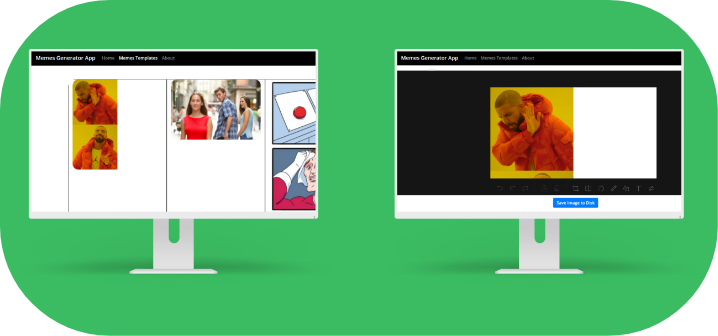 Memes Generator App Home Memes Templates About
Memes Generator App Home Memes Templates About
Save Image to Disk